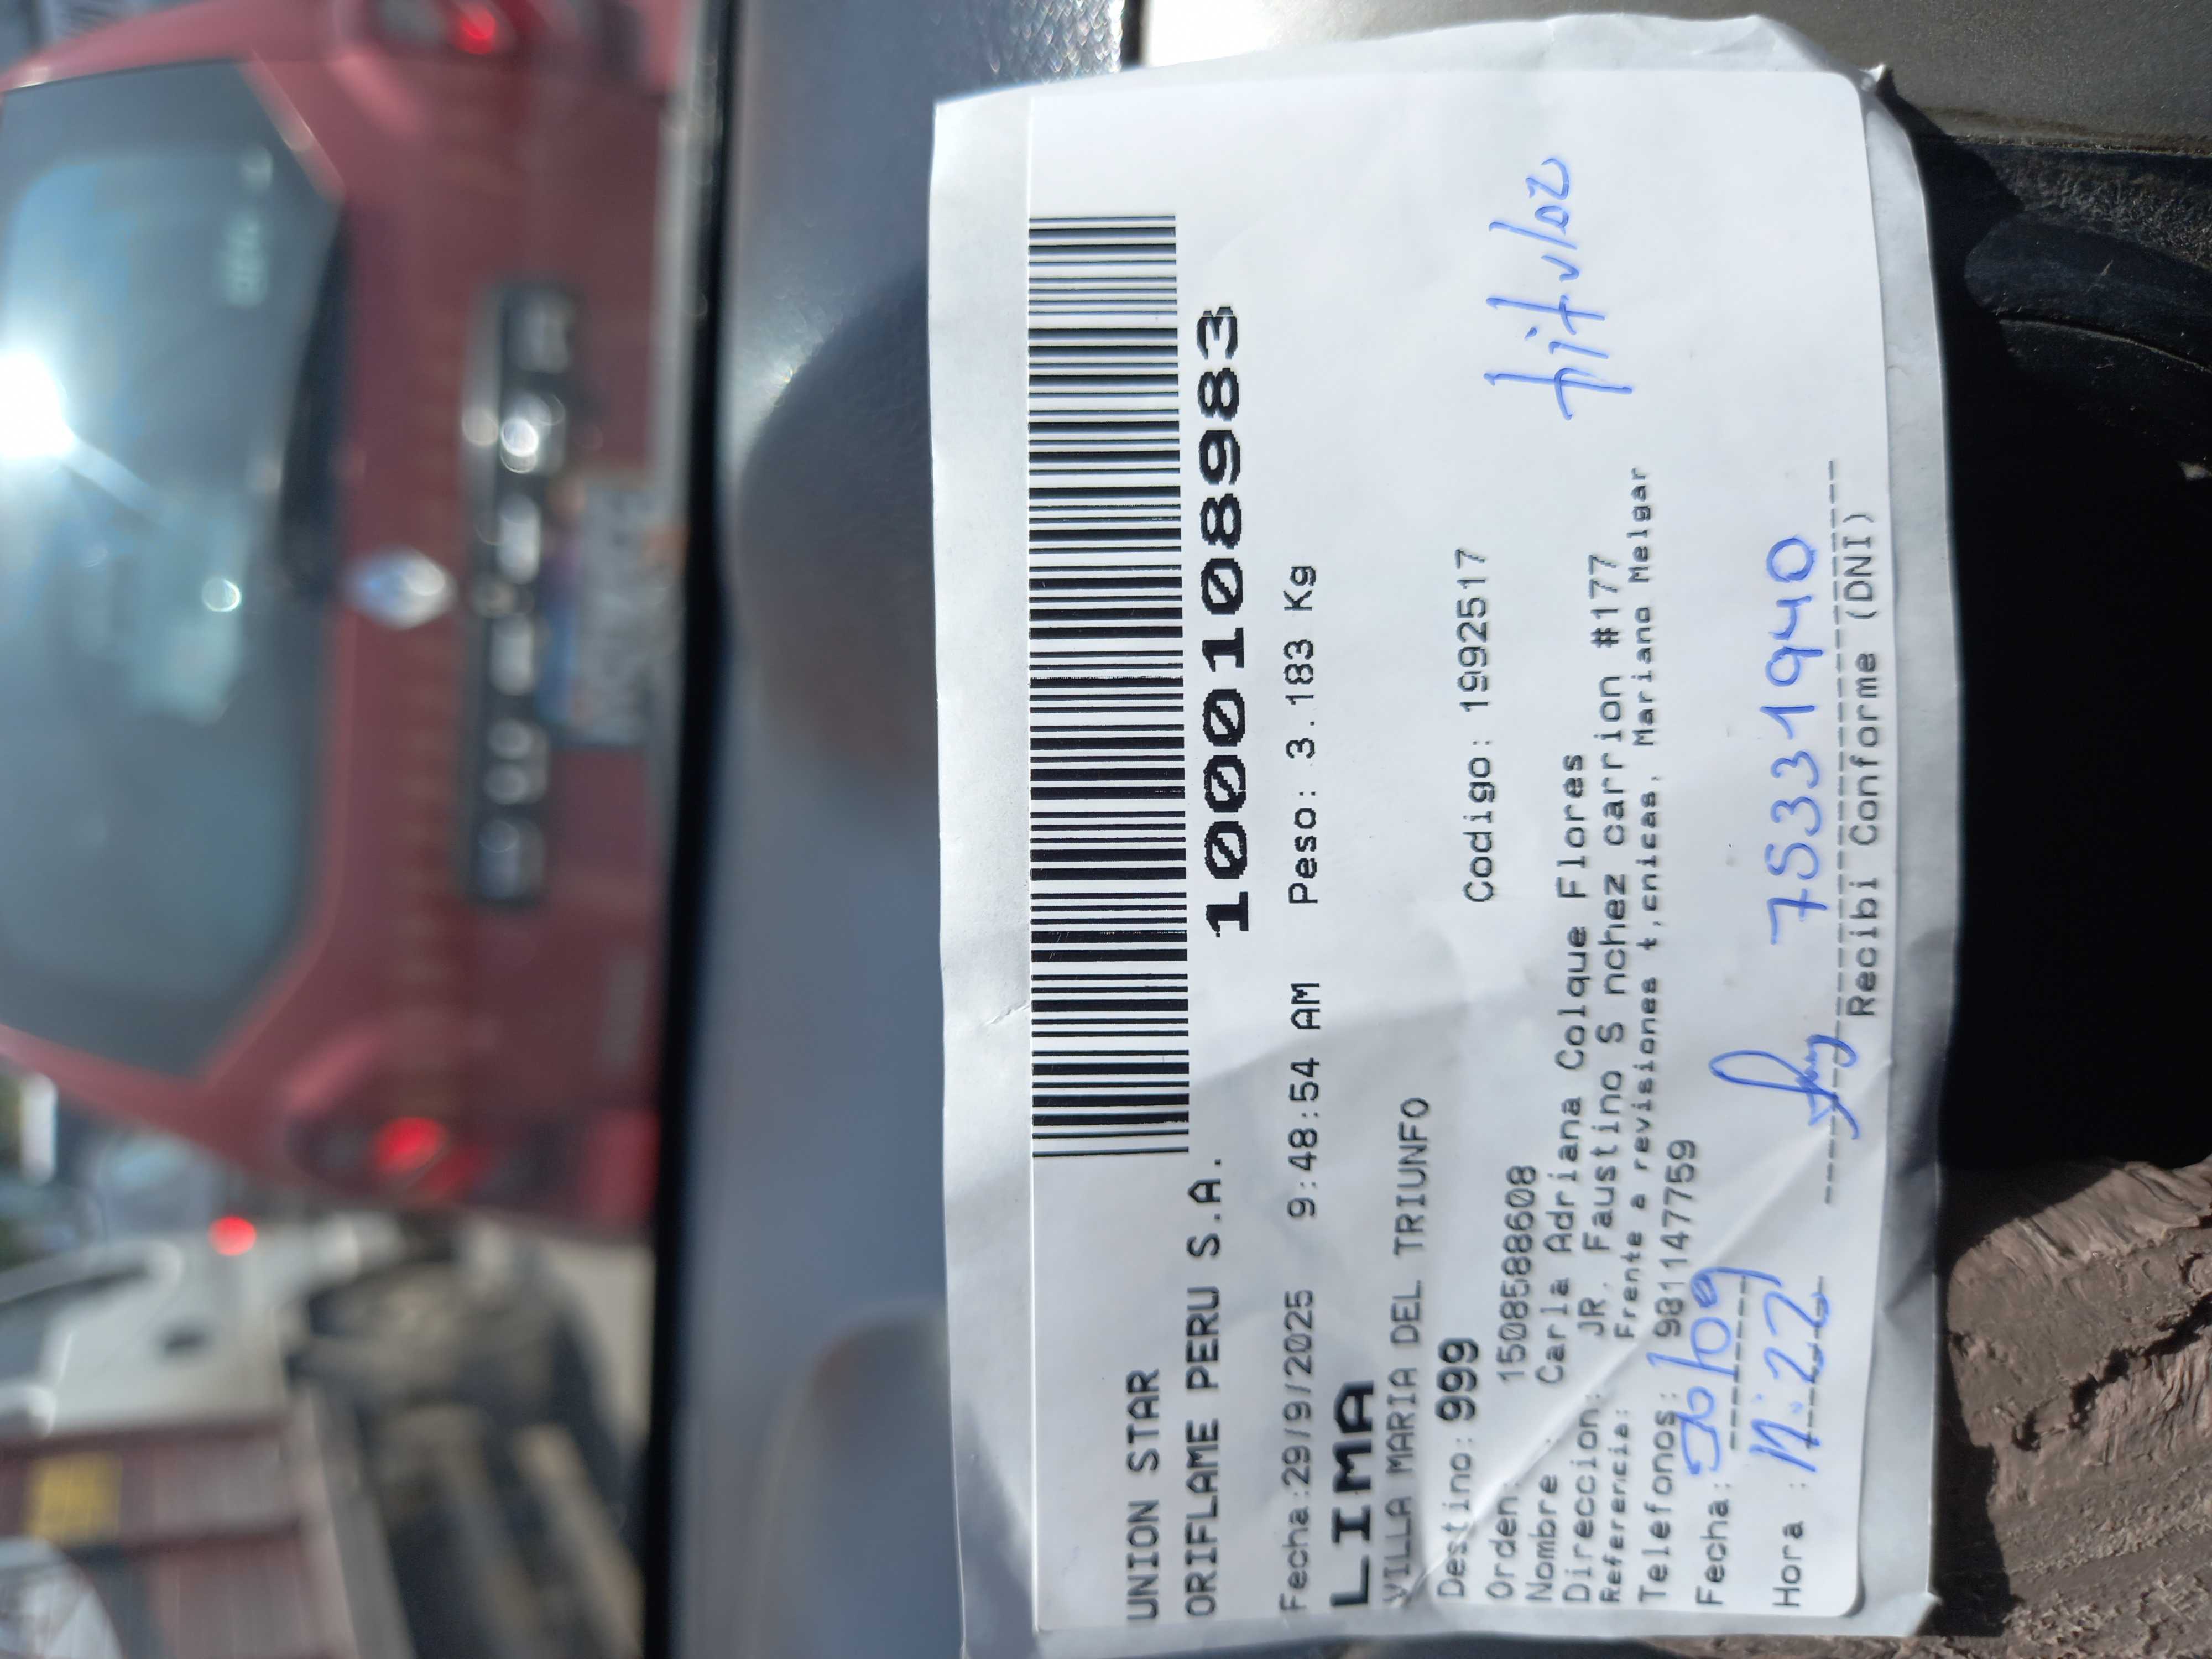 UNION STAR
ORIFLAME PERU S.A.
1000108983
Fecha:29/9/2025 9:48:54 AM Peso: 3.183 Kg
LIMA
VILLA MARIA DEL TRIUNFO
Destino: 999 Codigo: 1992517
Orden: 1508588608
Nombre : Carla Adriana Colque Flores
Direccion: JR. Faustino S nchez carrion #177
Referencia: Frente a revisiones t,cnicas, Mariano Melgar
Telefonos: 981147759
Fecha: 30/09
Hora : 11:22 75331940
Recibi Conforme (DNI)